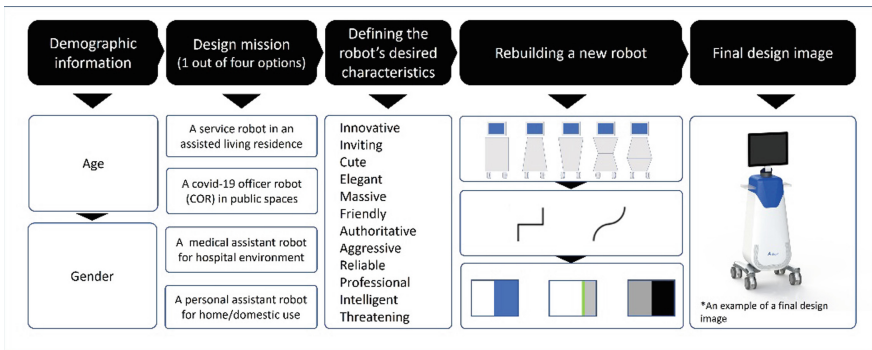 Demographic
information
Design mission
(1 out of four options)
Defining the
robot's desired
characteristics
Rebuilding a new robot
Final design image
Age
Gender
A service robot in an
assisted living residence
A covid-19 officer robot
(COR) in public spaces
A medical assistant robot
for hospital environment
A personal assistant robot
for home/domestic use
Innovative
Inviting
Cute
Elegant
Massive
Friendly
Authoritative
Aggressive
Reliable
Professional
Intelligent
Threatening
*An example of a final design
image